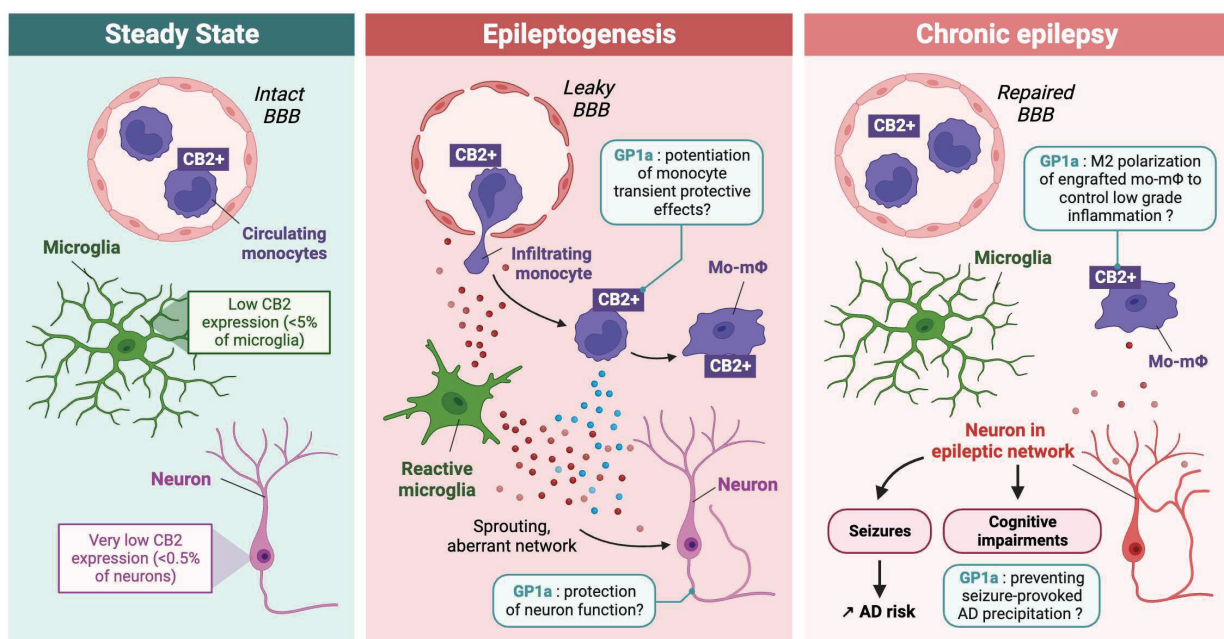 Steady State
Intact
BBB
CB2+
Circulating
monocytes
Microglia
Low CB2
expression (<5%
of microglia)
Neuron
Very low CB2
expression (<0.5%
of neurons)
Epileptogenesis
Leaky
BBB
CB2+
GP1a : potentiation
of monocyte
transient protective
effects?
Infiltrating
monocyte
CB2+
Mo-mΦ
CB2+
Reactive
microglia
Neuron
Sprouting,
aberrant network
GP1a : protection
of neuron function?
Chronic epilepsy
Repaired
BBB
CB2+
GP1a : M2 polarization
of engrafted mo-mΦ to
control low grade
inflammation ?
Microglia
CB2+
Mo-mΦ
Neuron in
epileptic network
Seizures
Cognitive
impairments
↗ AD risk
GP1a : preventing
seizure-provoked
AD precipitation ?